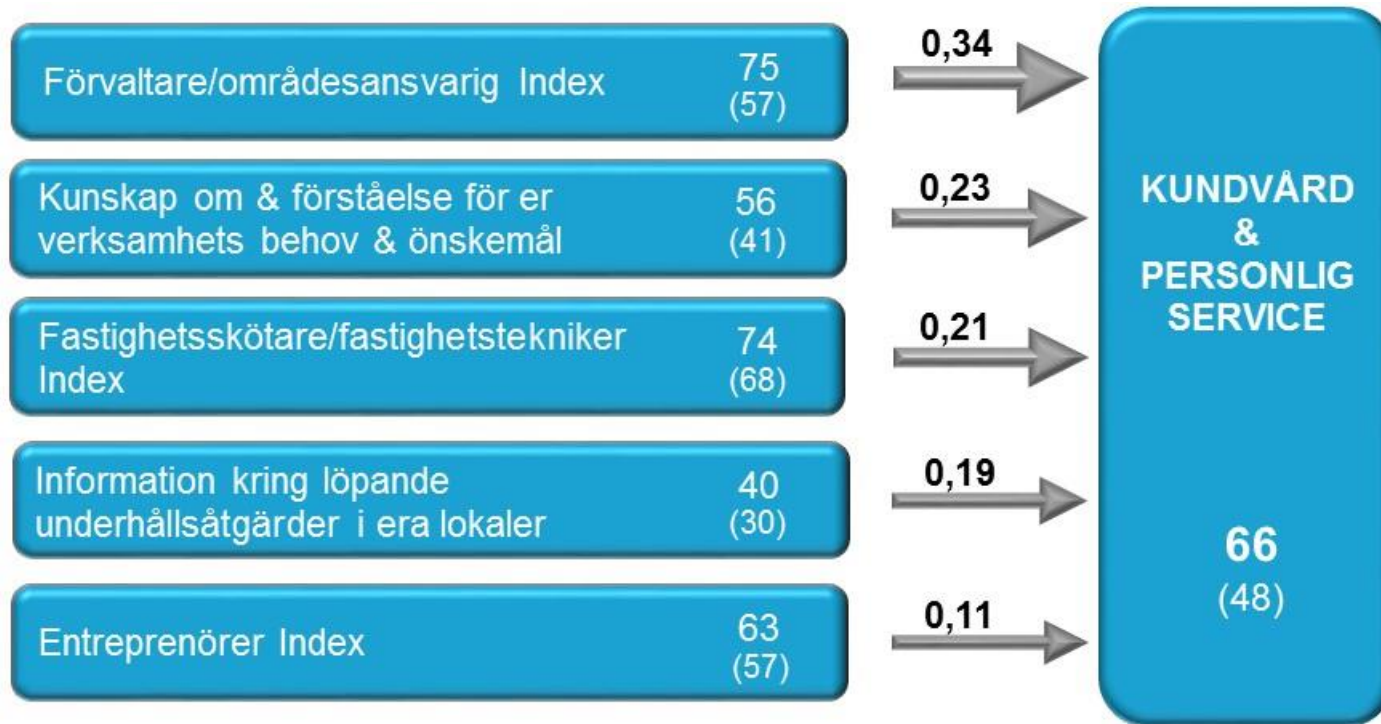 Förvaltare/områdesansvarig Index
75
(57)
0,34
Kunskap om & förståelse för er
verksamhets behov & önskemål
56
(41)
0,23
Fastighetsskötare/fastighetstekniker
Index
74
(68)
0,21
Information kring löpande
underhållsåtgärder i era lokaler
40
(30)
0,19
Entreprenörer Index
63
(57)
0,11
KUNDVÅRD
&
PERSONLIG
SERVICE
66
(48)